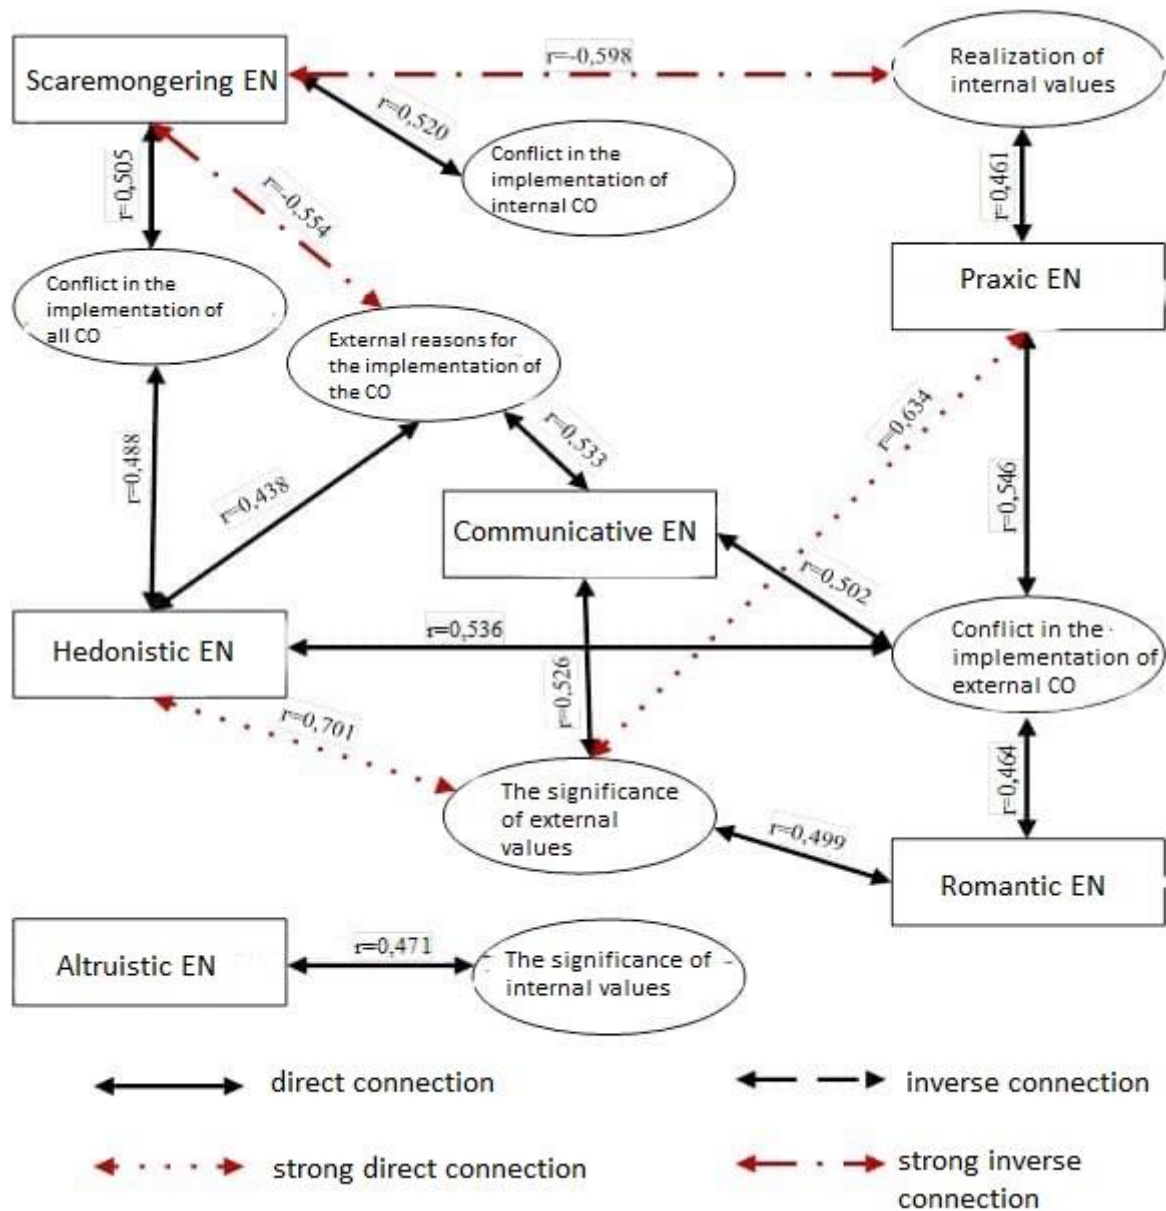 r=-0,598
Realization of
internal values
Scaremongering EN
r=0,520
Conflict in the
implementation of
internal CO
r=0,505
r=-0,554
r=0,461
Praxic EN
Conflict in the
implementation of
all CO
External reasons for
the implementation of
the CO
r=0,634
r=0,488
r=0,438
r=0,533
r=0,546
Communicative EN
r=0,502
Hedonistic EN
r=0,536
Conflict in the
implementation of
external CO
r=0,526
r=0,701
r=0,464
The significance
of external
values
r=0,499
Romantic EN
Altruistic EN
r=0,471
The significance of
internal values
direct connection
inverse connection
strong direct connection
strong inverse
connection